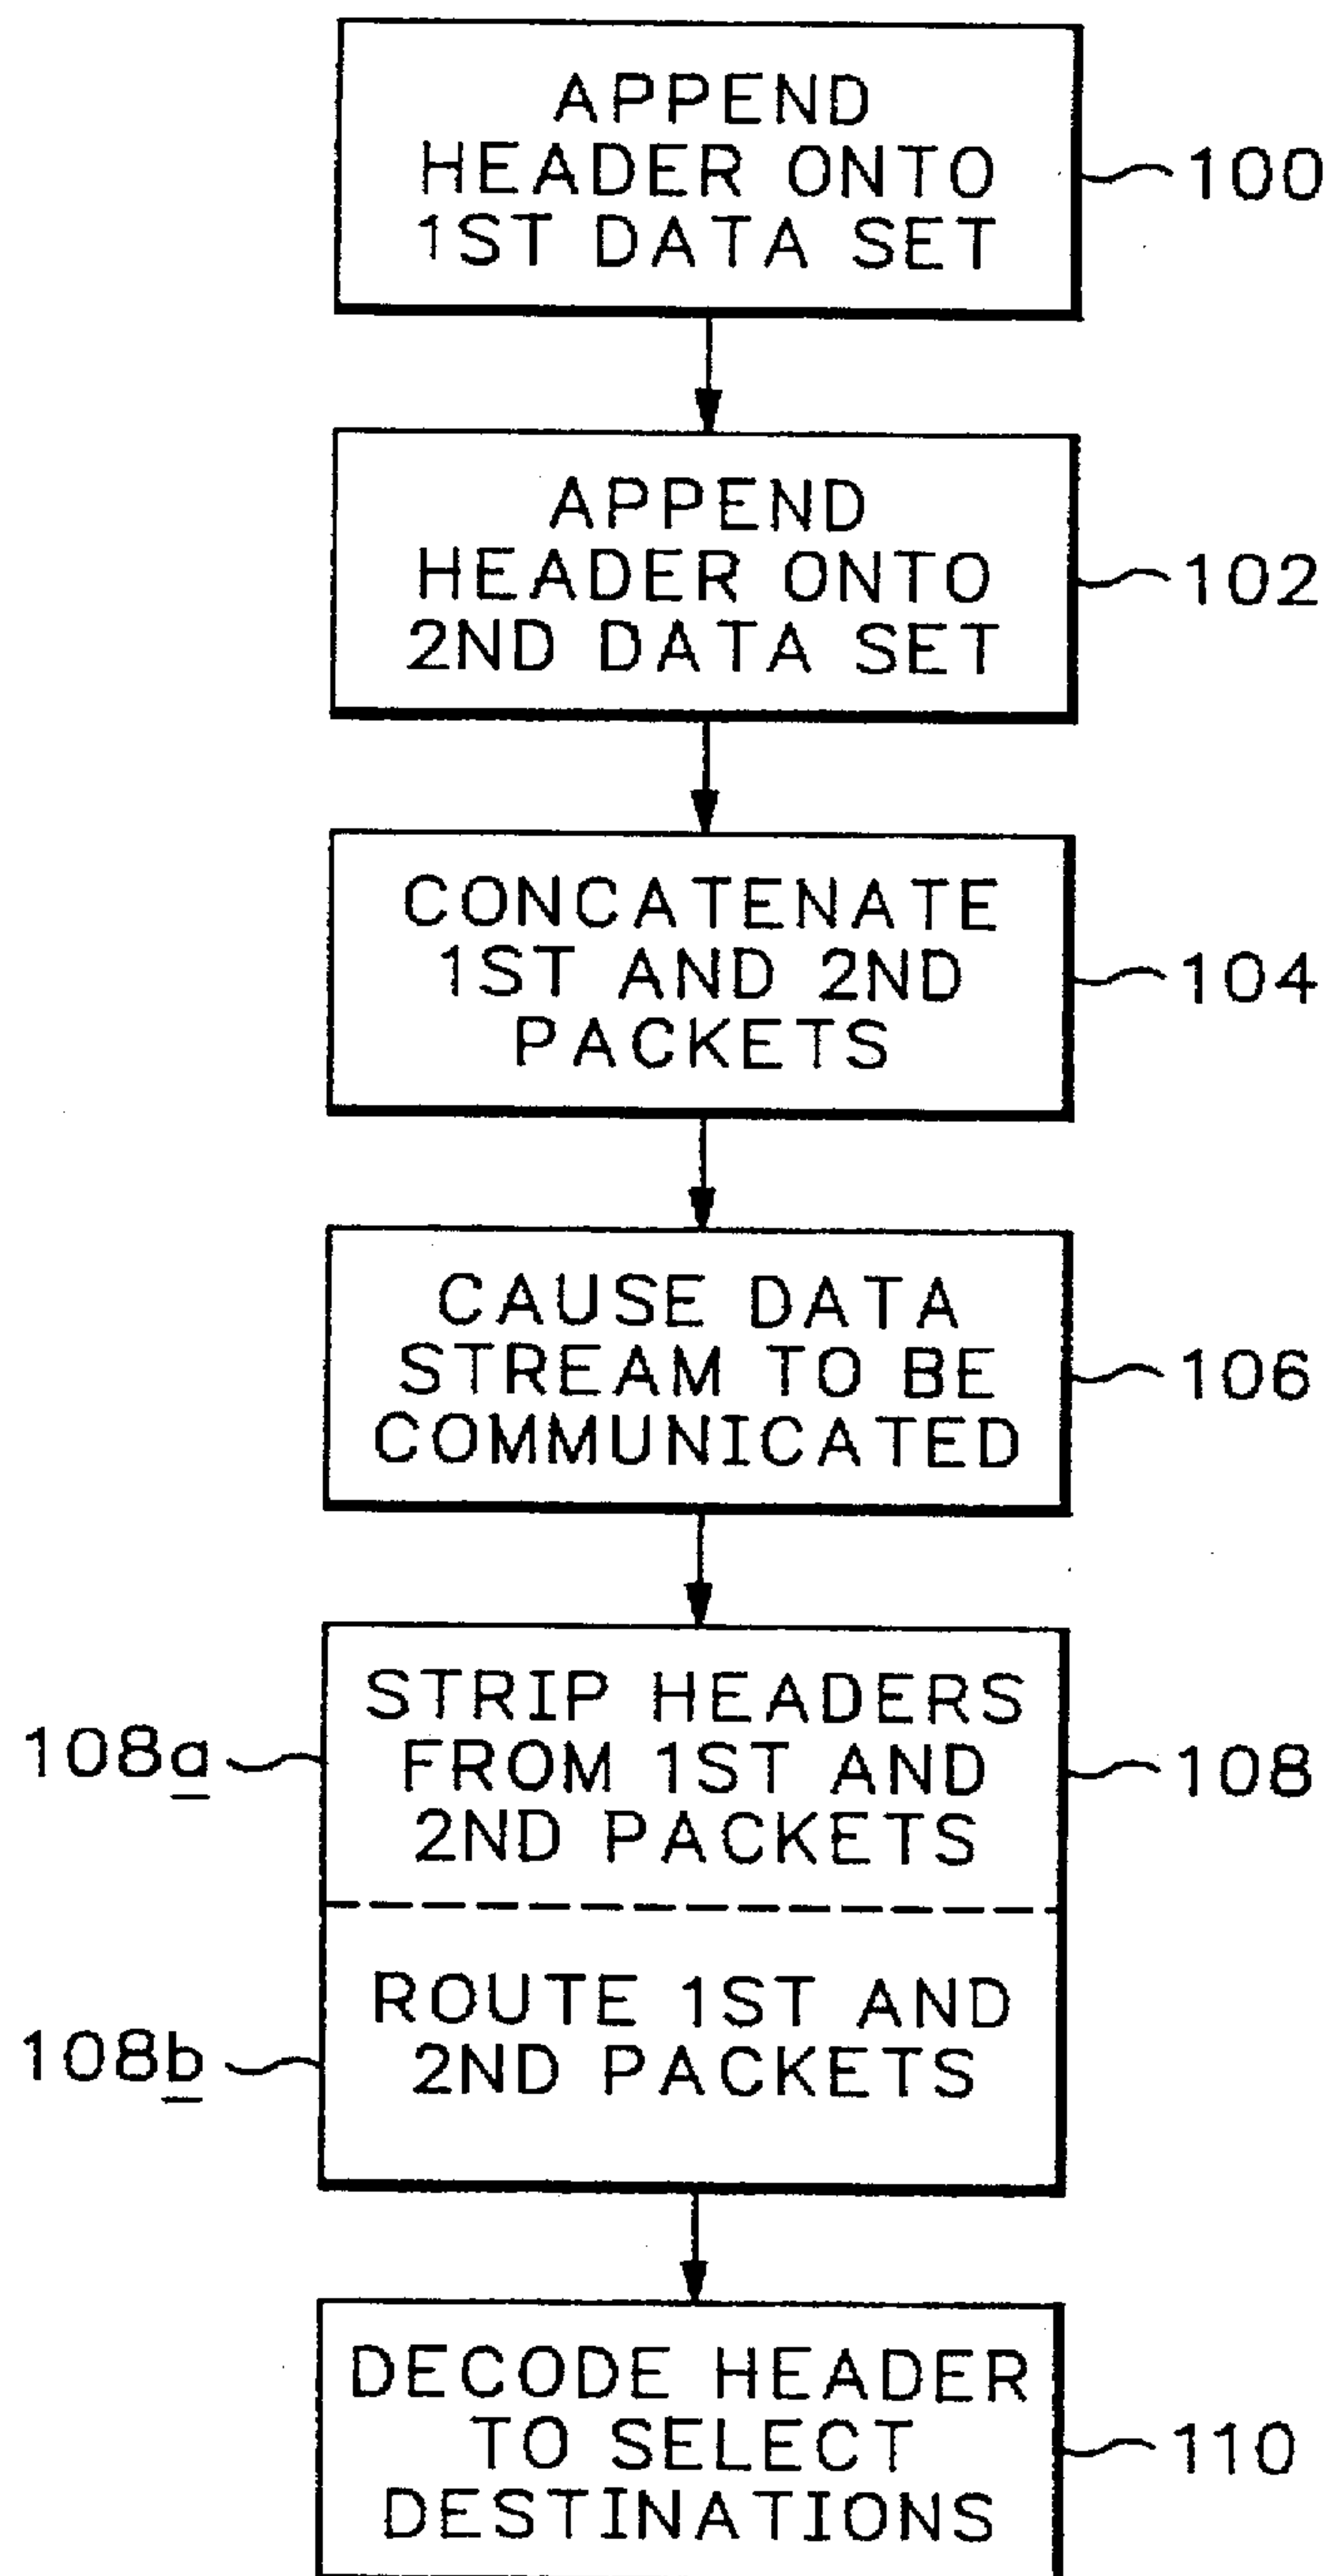 APPEND
HEADER ONTO
1ST DATA SET
100
APPEND
HEADER ONTO
2ND DATA SET
102
CONCATENATE
1ST AND 2ND
PACKETS
104
CAUSE DATA
STREAM TO BE
COMMUNICATED
106
108a
STRIP HEADERS
FROM 1ST AND
2ND PACKETS
108
108b
ROUTE 1ST AND
2ND PACKETS
DECODE HEADER
TO SELECT
DESTINATIONS
110